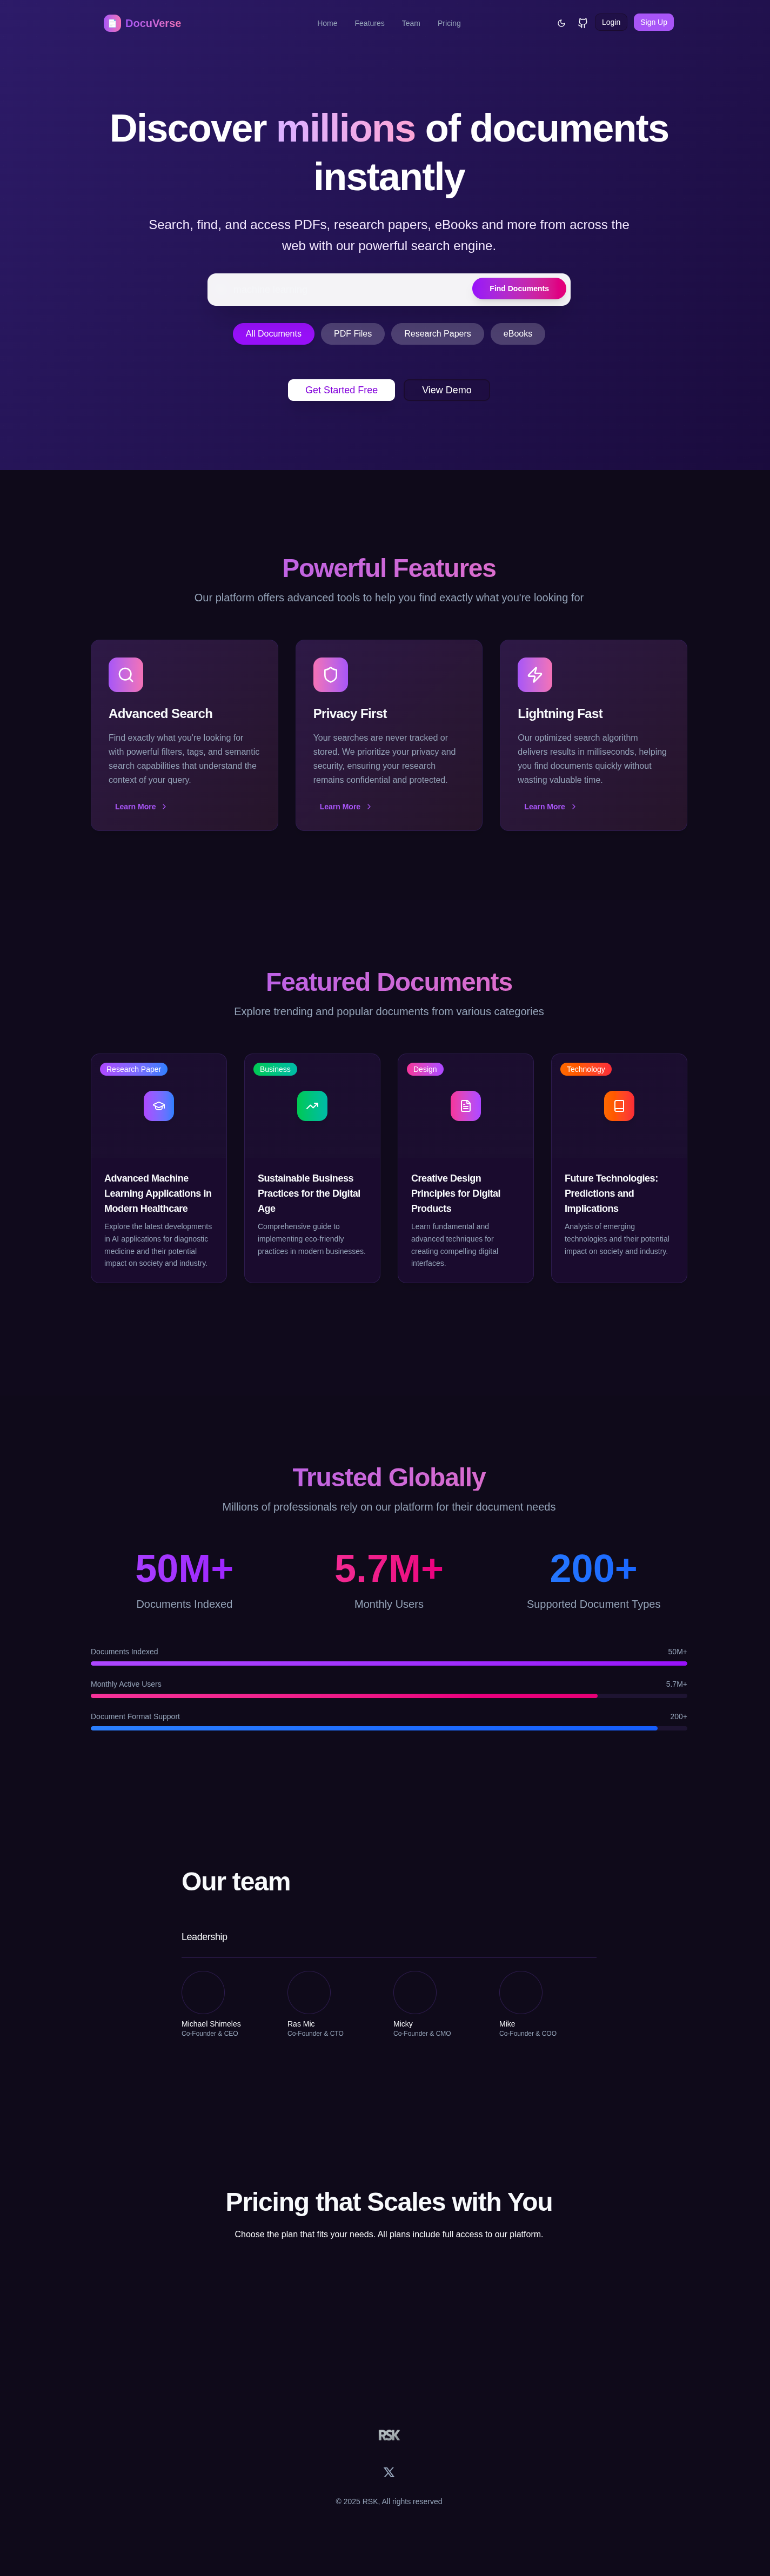 DocuVerse
Home
Features
Team
Pricing
Login
Sign Up
Discover millions of documents
instantly
Search, find, and access PDFs, research papers, eBooks and more from across the
web with our powerful search engine.
Find Documents
All Documents
PDF Files
Research Papers
eBooks
Get Started Free
View Demo
Powerful Features
Our platform offers advanced tools to help you find exactly what you're looking for
Advanced Search
Find exactly what you're looking for
with powerful filters, tags, and semantic
search capabilities that understand the
context of your query.
Learn More
Privacy First
Your searches are never tracked or
stored. We prioritize your privacy and
security, ensuring your research
remains confidential and protected.
Learn More
Lightning Fast
Our optimized search algorithm
delivers results in milliseconds, helping
you find documents quickly without
wasting valuable time.
Learn More
Featured Documents
Explore trending and popular documents from various categories
Research Paper
Advanced Machine
Learning Applications in
Modern Healthcare
Explore the latest developments
in AI applications for diagnostic
medicine and their potential
impact on society and industry.
Business
Sustainable Business
Practices for the Digital
Age
Comprehensive guide to
implementing eco-friendly
practices in modern businesses.
Design
Creative Design
Principles for Digital
Products
Learn fundamental and
advanced techniques for
creating compelling digital
interfaces.
Technology
Future Technologies:
Predictions and
Implications
Analysis of emerging
technologies and their potential
impact on society and industry.
Trusted Globally
Millions of professionals rely on our platform for their document needs
50M+
Documents Indexed
5.7M+
Monthly Users
200+
Supported Document Types
Documents Indexed
50M+
Monthly Active Users
5.7M+
Document Format Support
200+
Our team
Leadership
Michael Shimeles
Co-Founder & CEO
Ras Mic
Co-Founder & CTO
Micky
Co-Founder & CMO
Mike
Co-Founder & COO
Pricing that Scales with You
Choose the plan that fits your needs. All plans include full access to our platform.
RSK
© 2025 RSK, All rights reserved